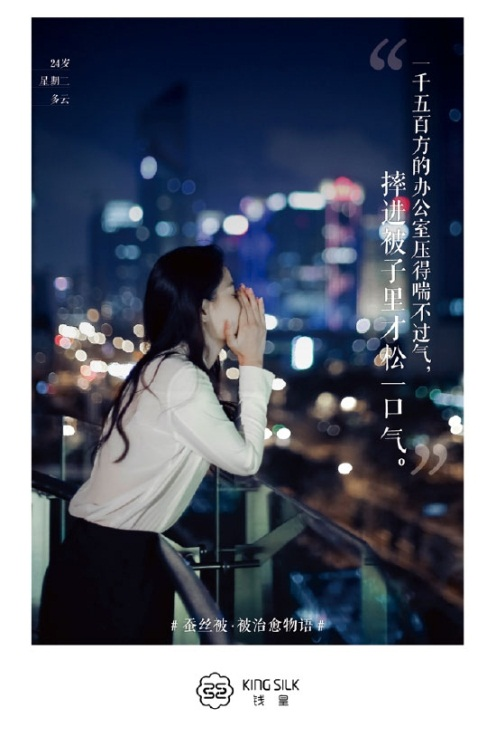 24岁
星期二
多云
“
一千五百方的办公室压得喘不过气，
摔进被子里才松一口气。
”
# 蚕丝被·被治愈物语 #
KING SILK
钱皇